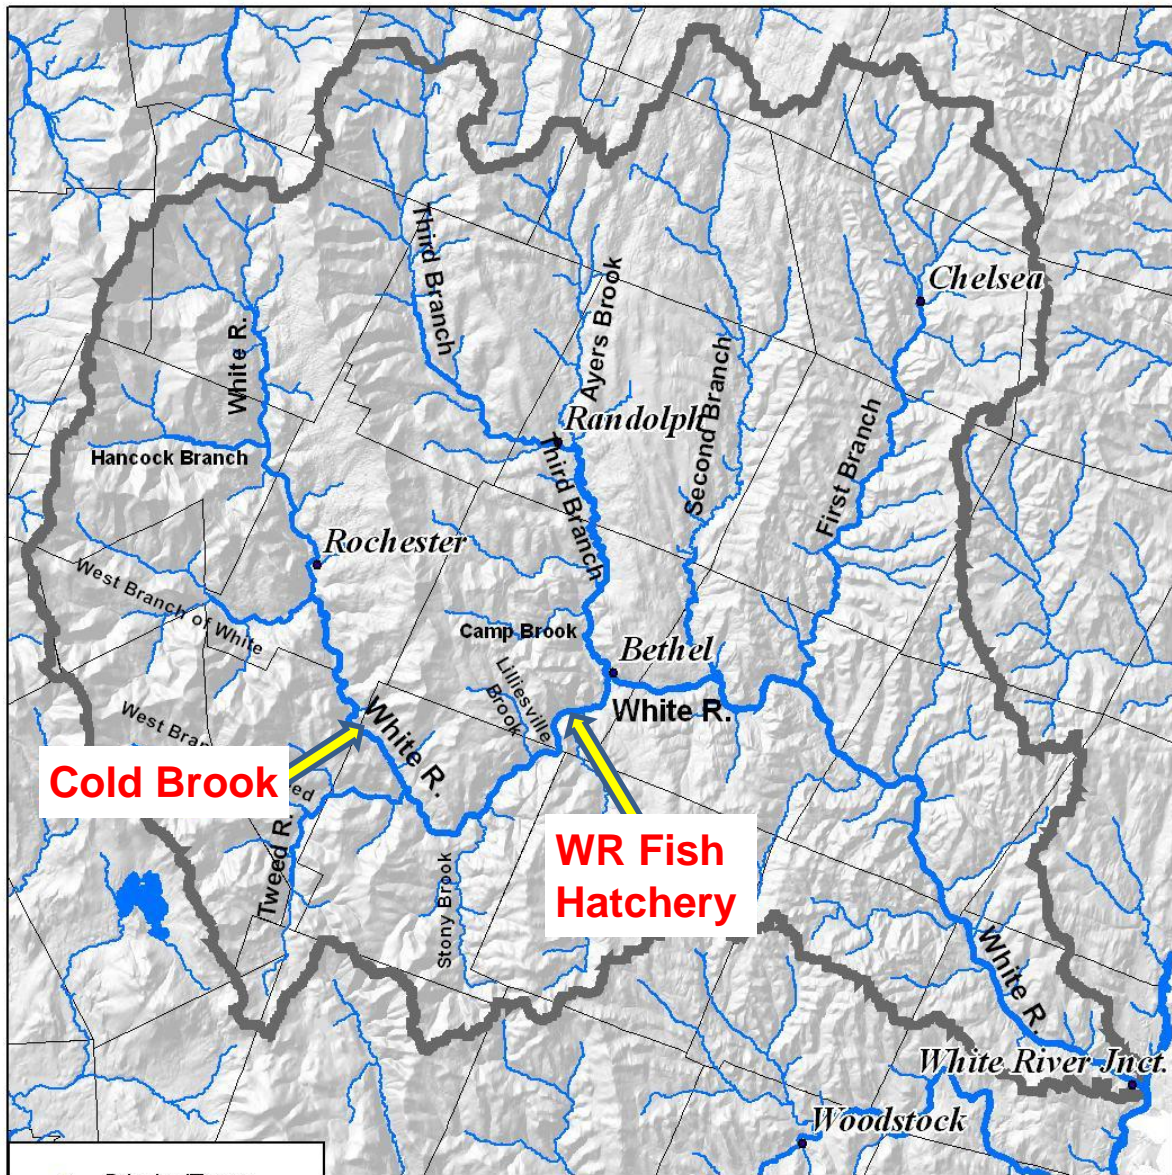 Third Branch
Ayers Brook
Chelsea
White R.
Second Branch
Randolph
First Branch
Hancock Branch
Third Branch
Rochester
West Branch of White
Camp Brook
Bethel
Lilliesville
Brook
White R.
White R.
West
Cold Brook
WR Fish
Hatchery
Tweed R.
Stony Brook
White R.
White River Jnct.
Woodstock